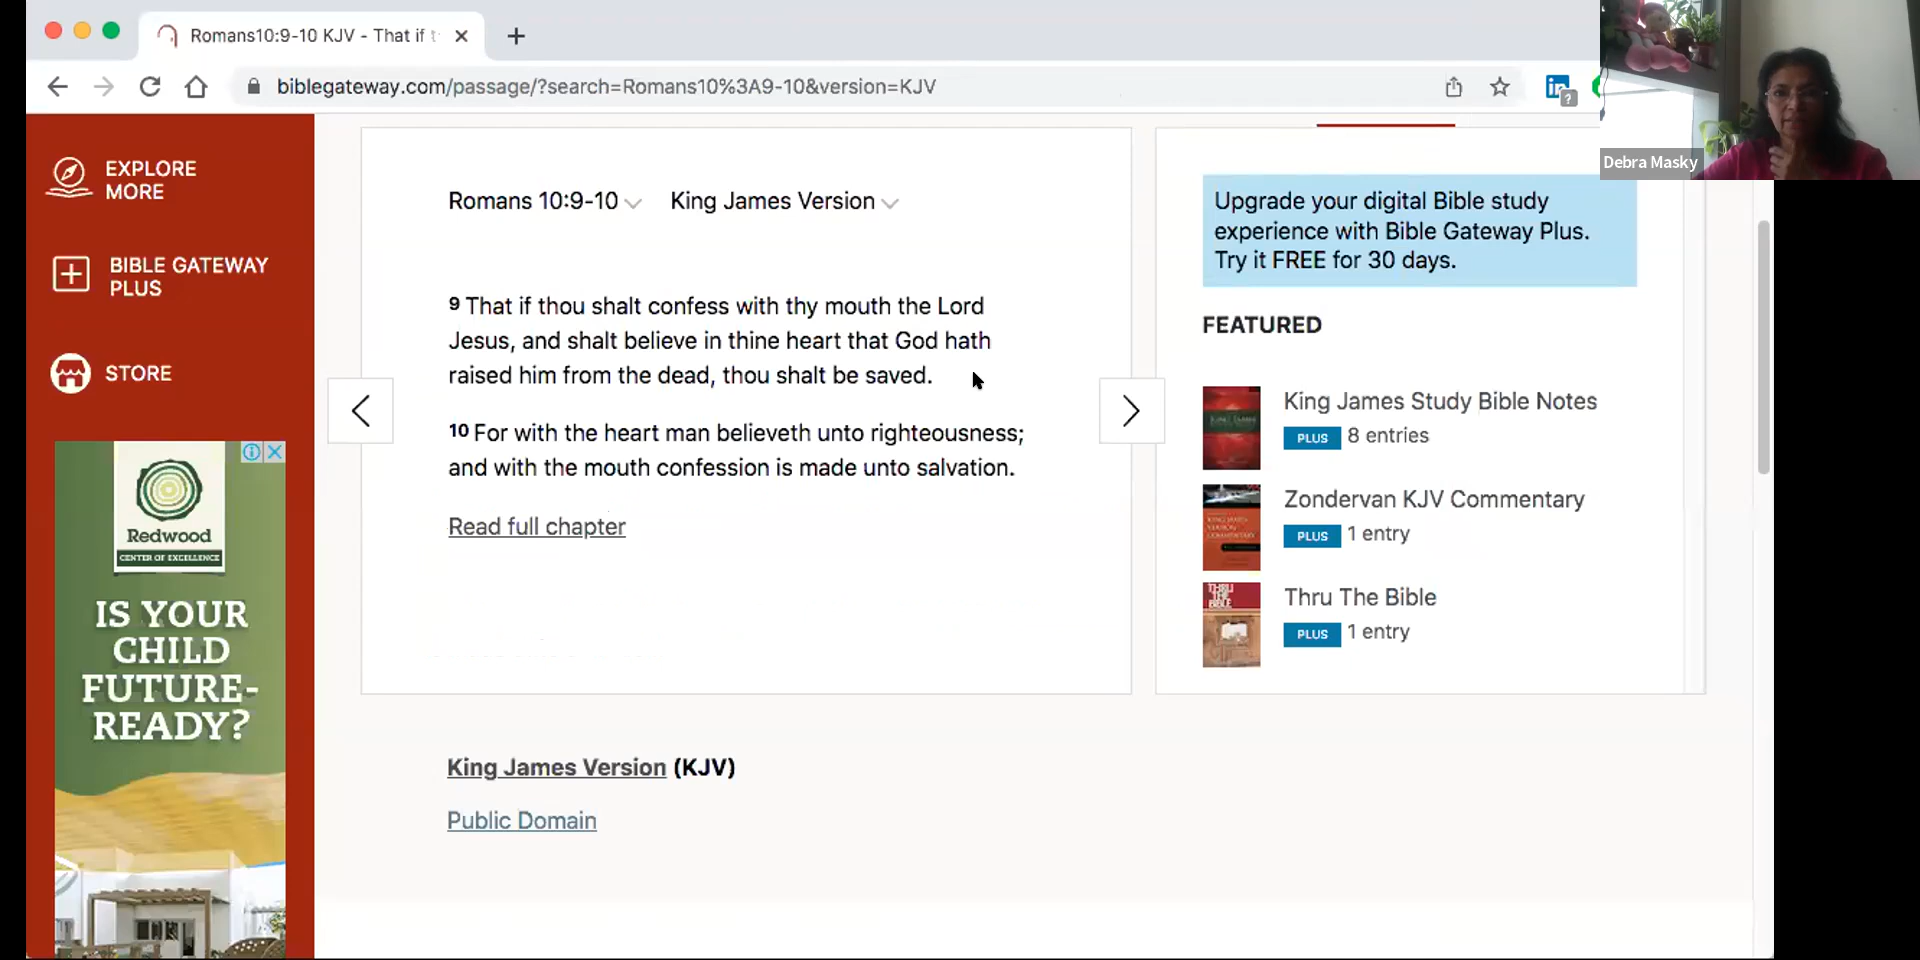 Romans10:9-10 KJV - That if t
biblegateway.com/passage/?search=Romans10%3A9-10&version=KJV
Debra Masky
EXPLORE
MORE
BIBLE GATEWAY
PLUS
STORE
Redwood
CENTER OF EXCELLENCE
IS YOUR
CHILD
FUTURE-
READY?
Romans 10:9-10
King James Version
9 That if thou shalt confess with thy mouth the Lord
Jesus, and shalt believe in thine heart that God hath
raised him from the dead, thou shalt be saved.
10 For with the heart man believeth unto righteousness;
and with the mouth confession is made unto salvation.
Read full chapter
King James Version (KJV)
Public Domain
Upgrade your digital Bible study
experience with Bible Gateway Plus.
Try it FREE for 30 days.
FEATURED
King James Study Bible Notes
PLUS 8 entries
Zondervan KJV Commentary
PLUS 1 entry
THRU
THE
BIBLE
Thru The Bible
PLUS 1 entry